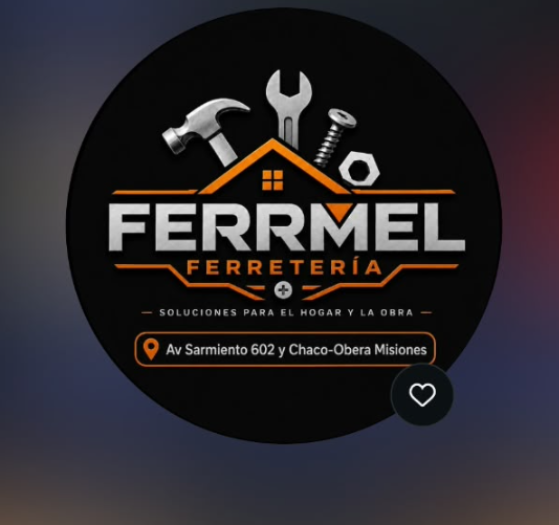 FERRMEL
FERRETERÍA
SOLUCIONES PARA EL HOGAR Y LA OBRA
Av Sarmiento 602 y Chaco-Obera Misiones